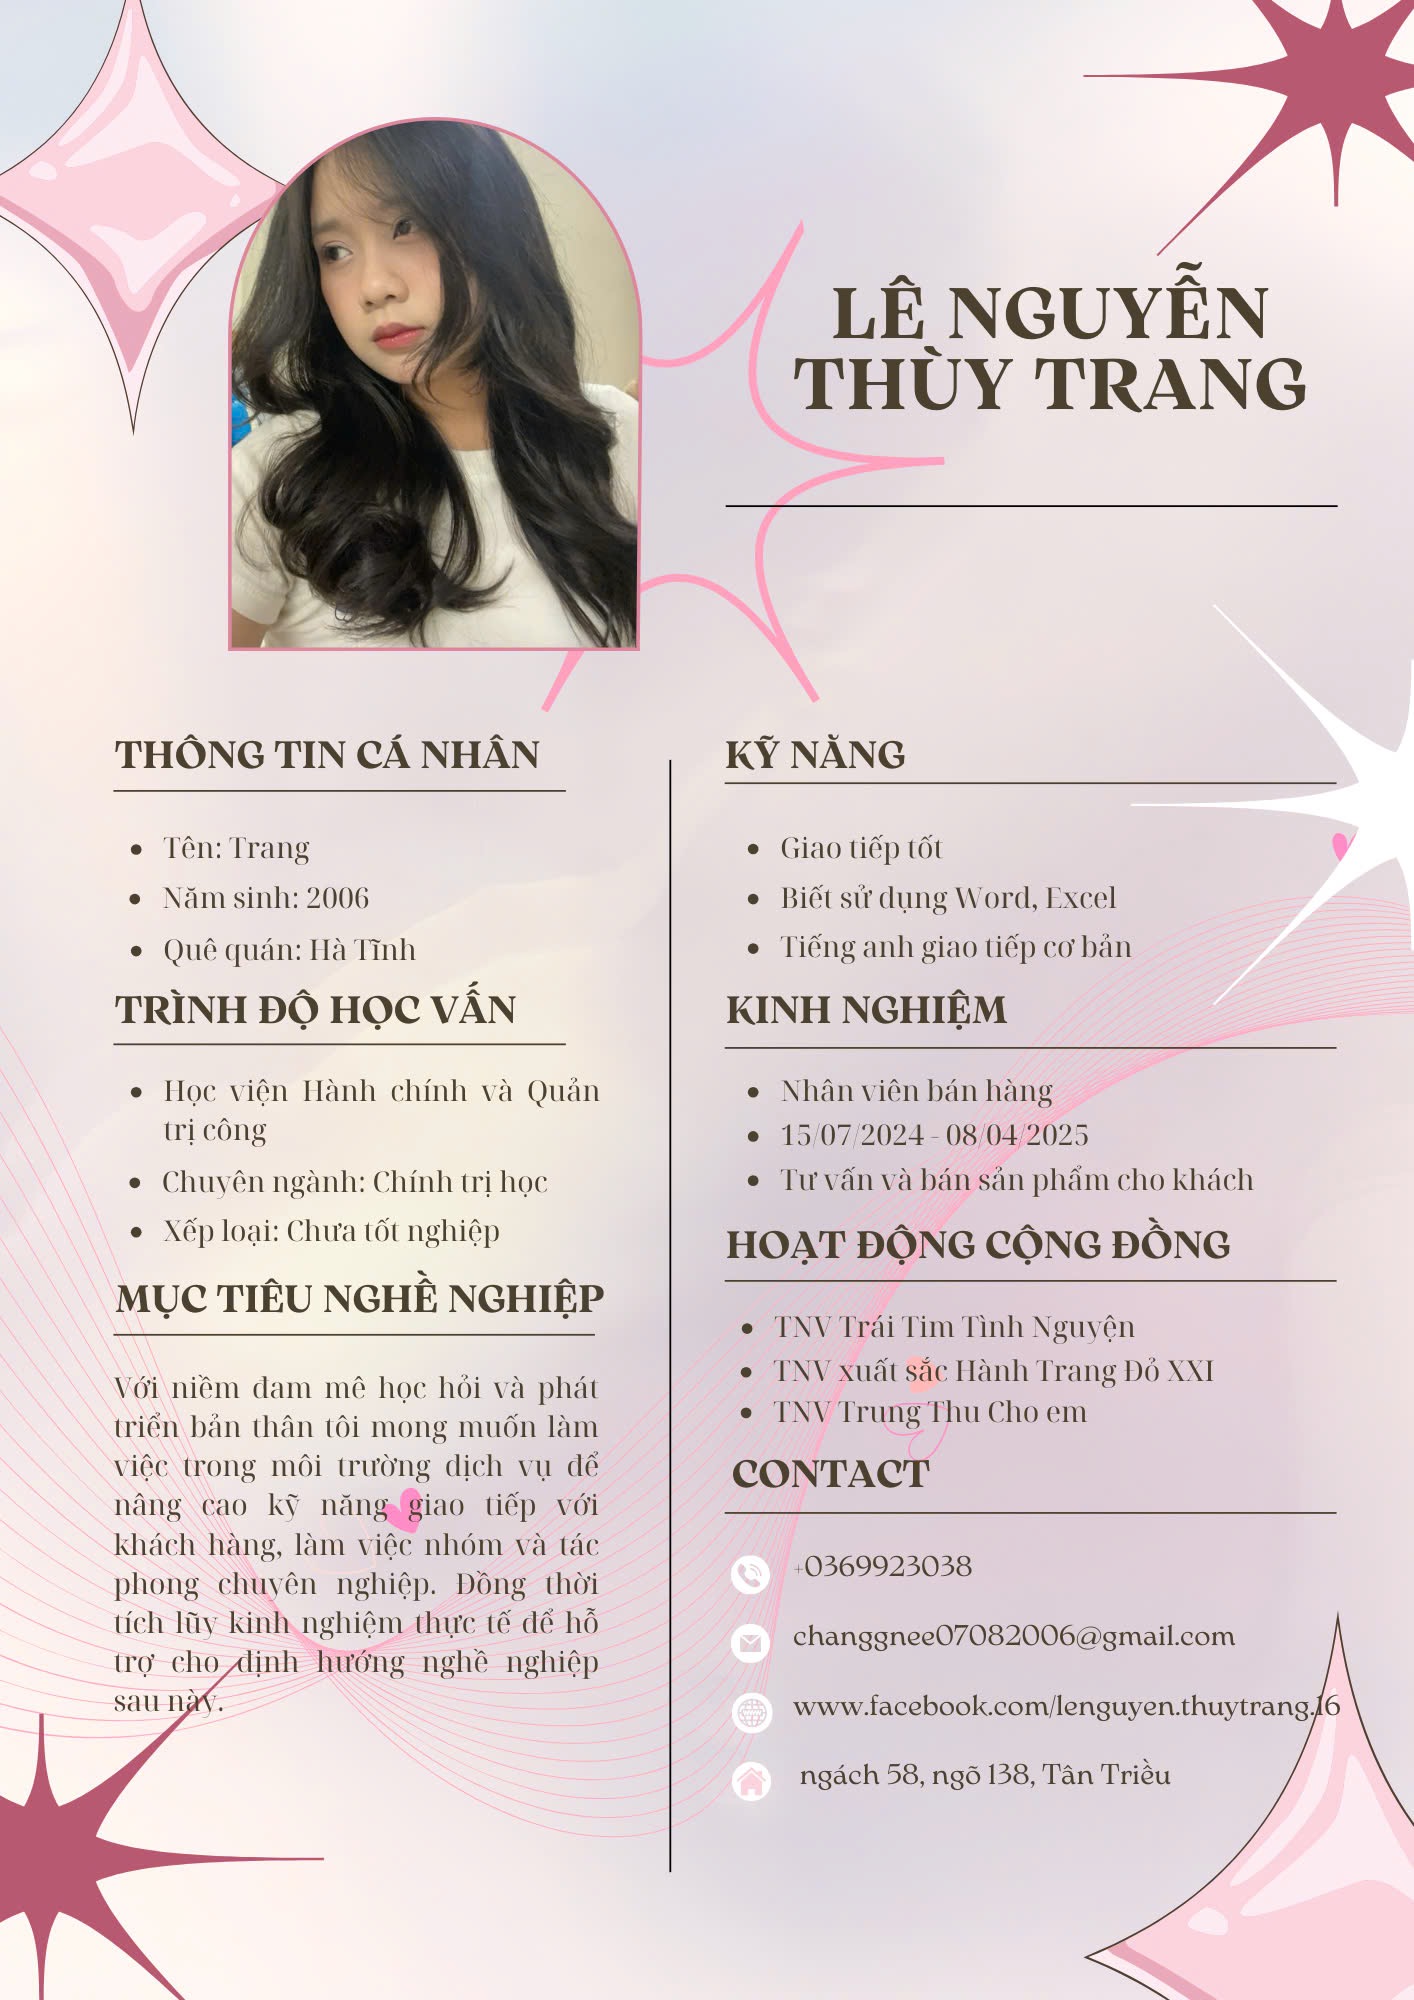 LÊ NGUYỄN
THÙY TRANG
THÔNG TIN CÁ NHÂN
Tên: Trang
Năm sinh: 2006
Quê quán: Hà Tĩnh
TRÌNH ĐỘ HỌC VẤN
Học viện Hành chính và Quản
trị công
Chuyên ngành: Chính trị học
Xếp loại: Chưa tốt nghiệp
MỤC TIÊU NGHỀ NGHIỆP
Với niềm đam mê học hỏi và phát
triển bản thân tôi mong muốn làm
việc trong môi trường dịch vụ để
nâng cao kỹ năng giao tiếp với
khách hàng, làm việc nhóm và tác
phong chuyên nghiệp. Đồng thời
tích lũy kinh nghiệm thực tế để hỗ
trợ cho định hướng nghề nghiệp
sau này.
KỸ NĂNG
Giao tiếp tốt
Biết sử dụng Word, Excel
Tiếng anh giao tiếp cơ bản
KINH NGHIỆM
Nhân viên bán hàng
15/07/2024 - 08/04/2025
Tư vấn và bán sản phẩm cho khách
HOẠT ĐỘNG CỘNG ĐỒNG
TNV Trái Tim Tình Nguyện
TNV xuất sắc Hành Trang Đỏ XXI
TNV Trung Thu Cho em
CONTACT
+0369923038
changgnee07082006@gmail.com
www.facebook.com/lenguyen.thuytrang.16
ngách 58, ngõ 138, Tân Triều